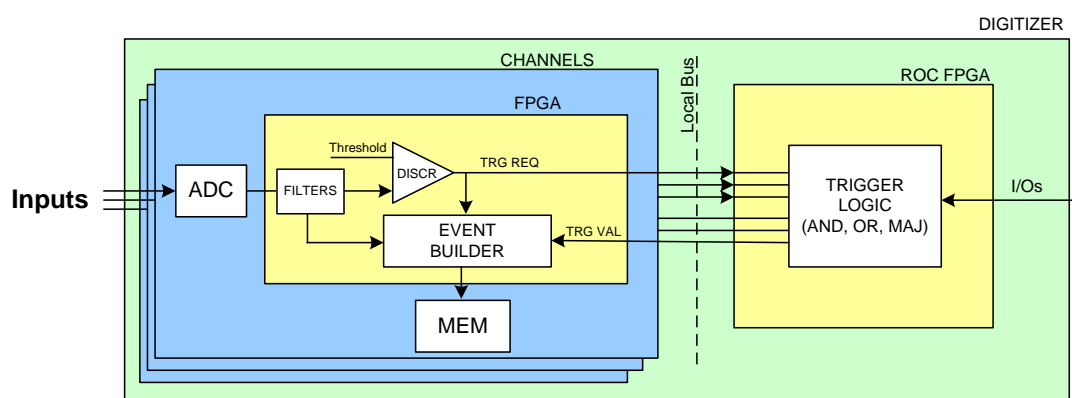 DIGITIZER
CHANNELS
ROC FPGA
FPGA
Local Bus
Threshold
TRG REQ
DISCR
Inputs
ADC
FILTERS
TRIGGER
LOGIC
(AND, OR, MAJ)
I/Os
EVENT
BUILDER
TRG VAL
MEM